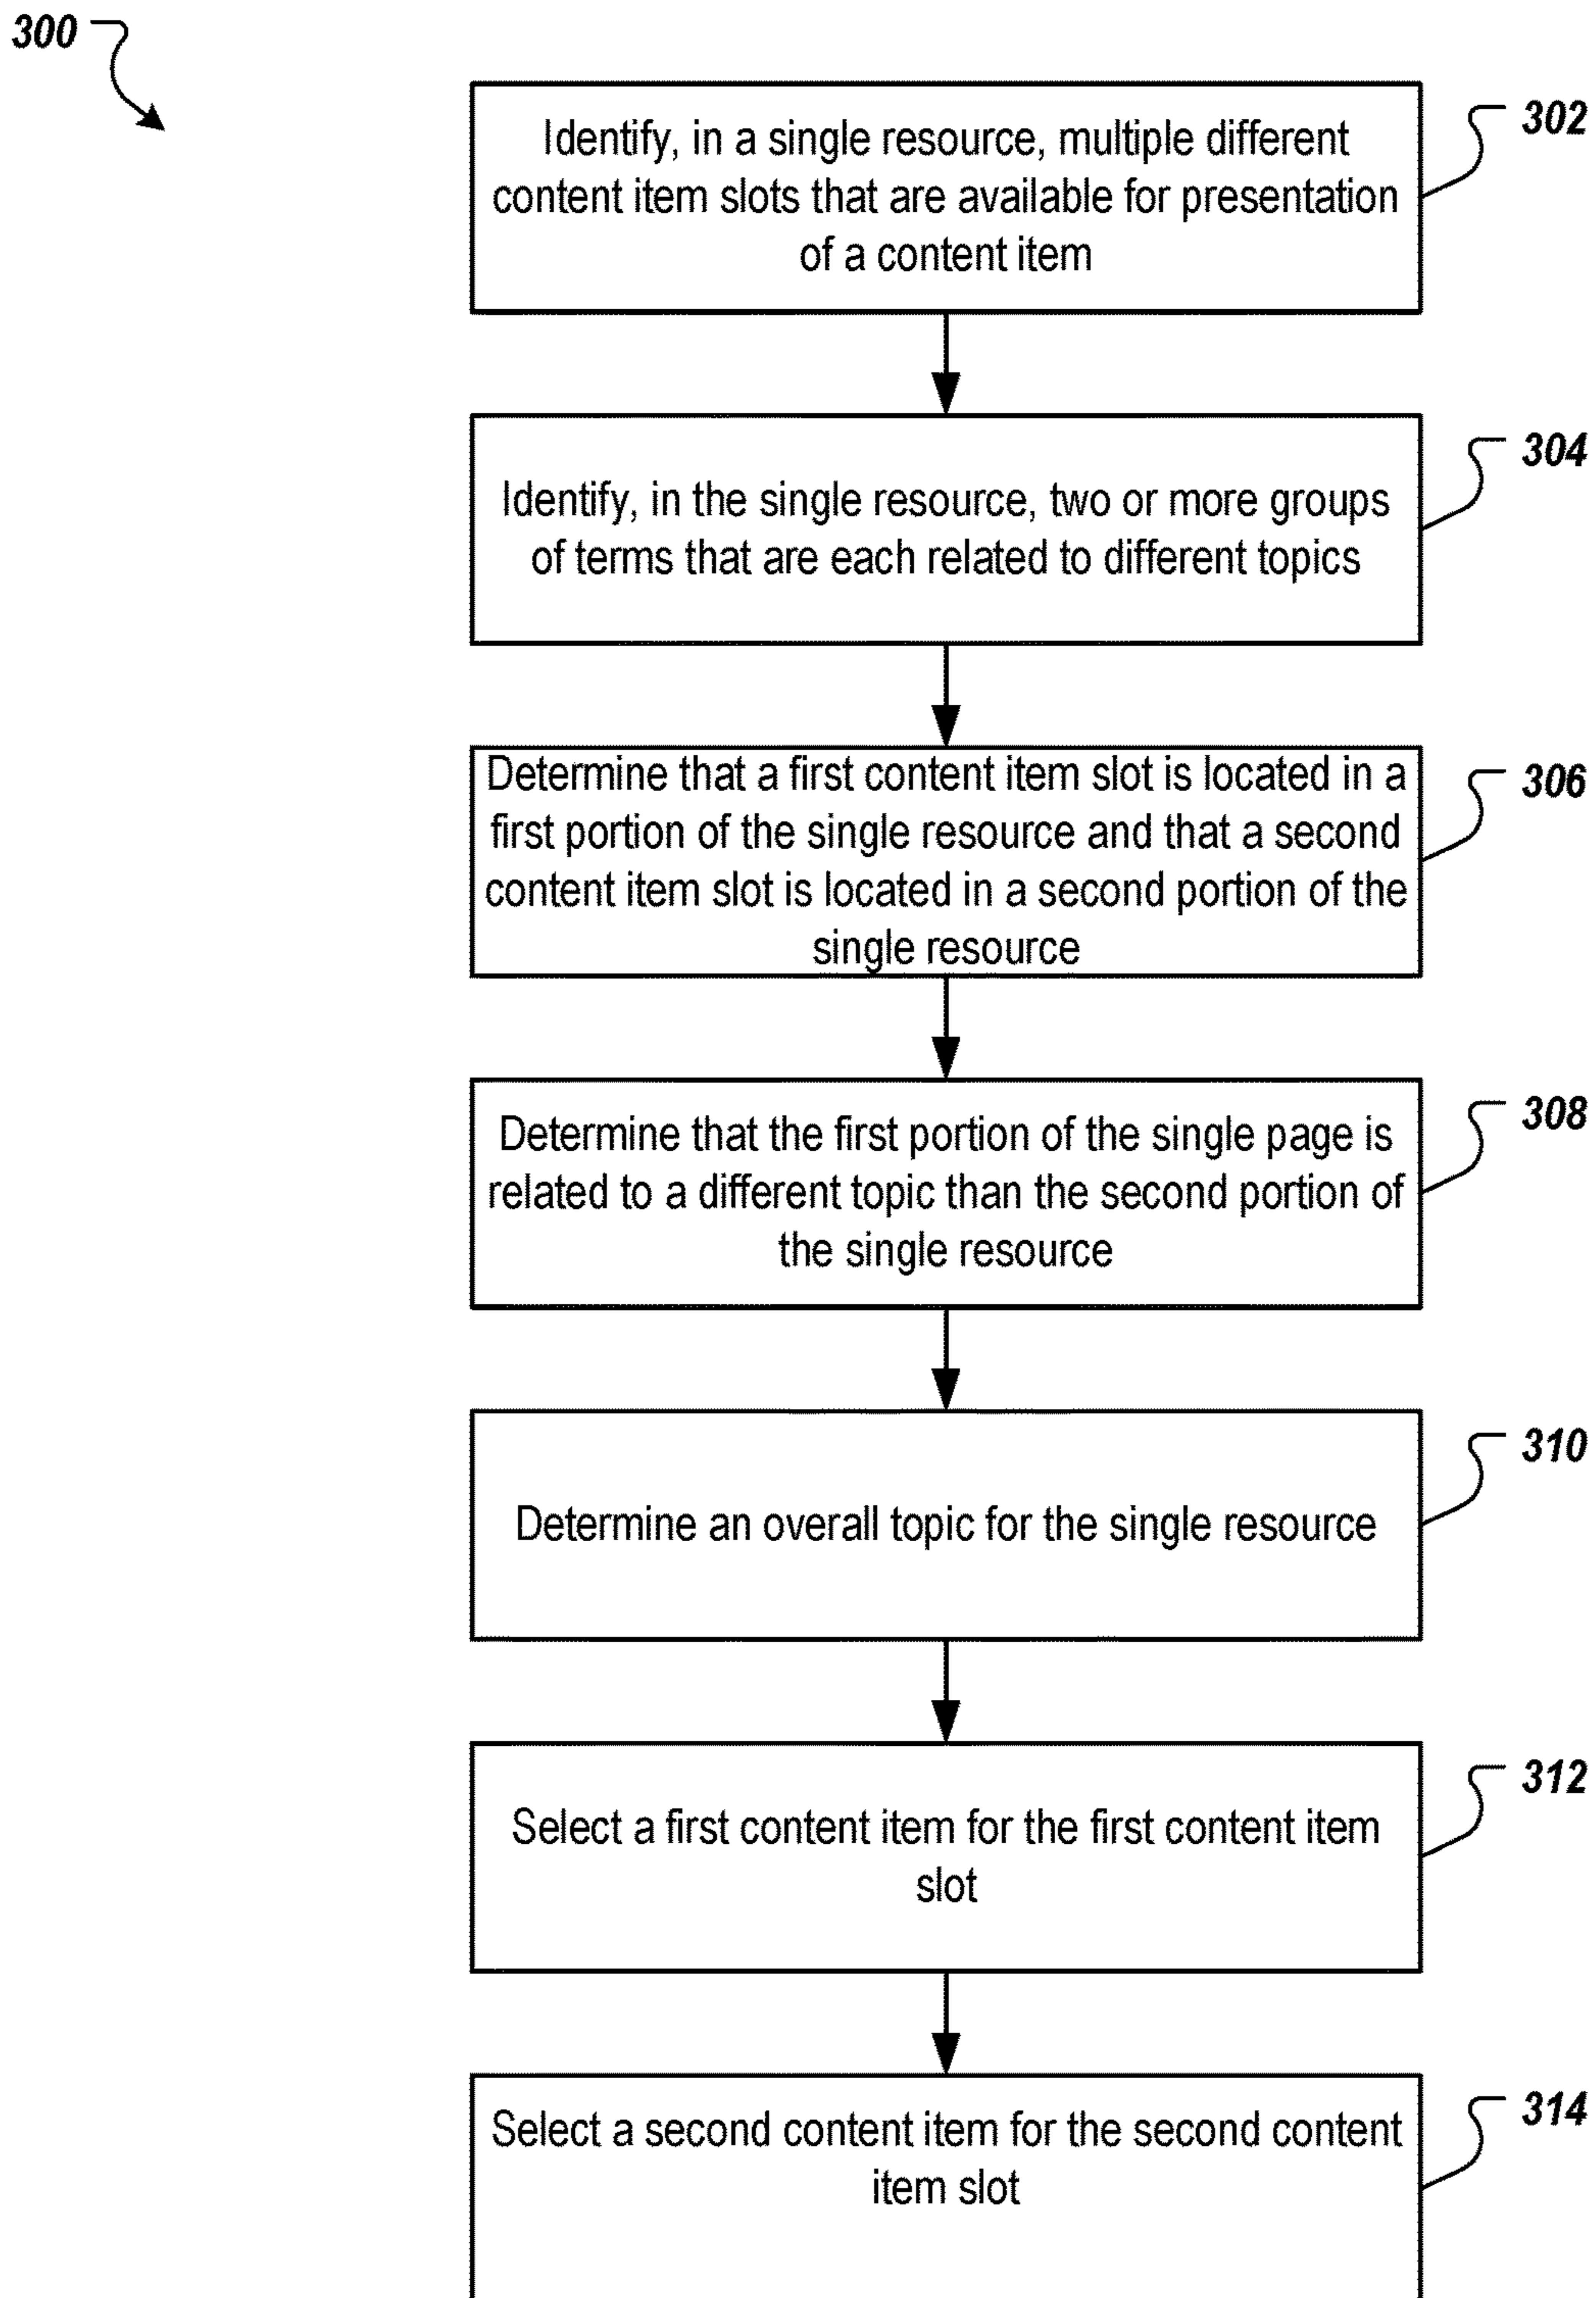 300
Identify, in a single resource, multiple different
content item slots that are available for presentation
of a content item
302
Identify, in the single resource, two or more groups
of terms that are each related to different topics
304
Determine that a first content item slot is located in a
first portion of the single resource and that a second
content item slot is located in a second portion of the
single resource
306
Determine that the first portion of the single page is
related to a different topic than the second portion of
the single resource
308
Determine an overall topic for the single resource
310
Select a first content item for the first content item
slot
312
Select a second content item for the second content
item slot
314